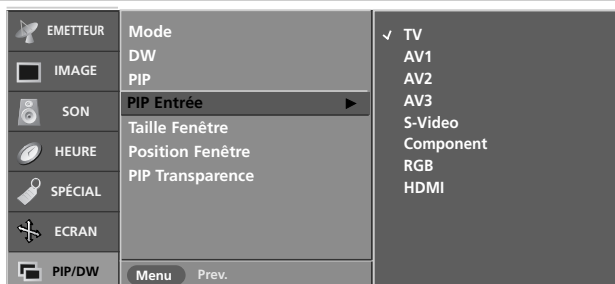 EMETTEUR
IMAGE
SON
HEURE
SPÉCIAL
ECRAN
PIP/DW
Mode
DW
PIP
PIP Entrée
Taille Fenêtre
Position Fenêtre
PIP Transparence
Menu Prev.
TV
AV1
AV2
AV3
S-Video
Component
RGB
HDMI